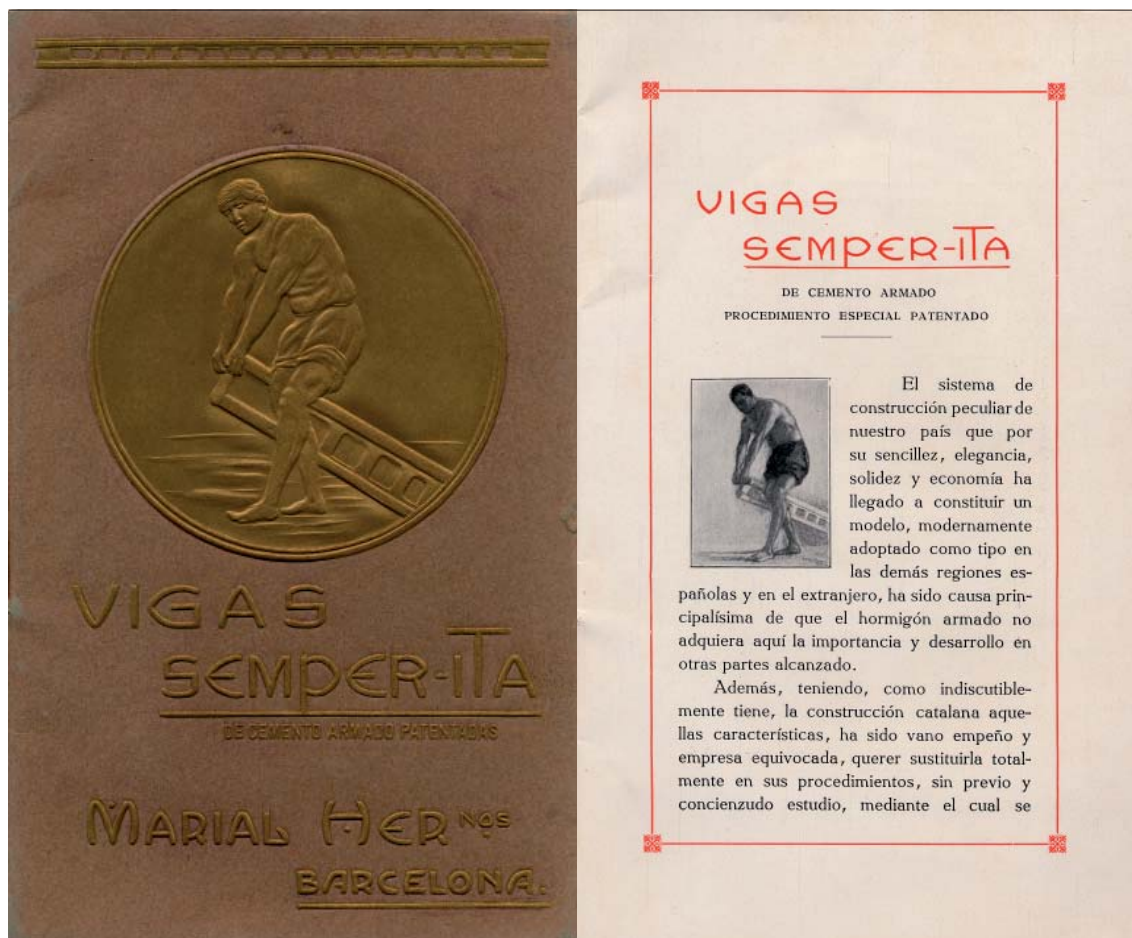 VIGAS
SEMPER-ITA
DE CEMENTO ARMADO PATENTADAS
MARIAL HERNOS
BARCELONA.
VIGAS
SEMPER-ITA
DE CEMENTO ARMADO
PROCEDIMIENTO ESPECIAL PATENTADO
El sistema de
construcción peculiar de
nuestro país que por
su sencillez, elegancia,
solidez y economía ha
llegado a constituir un
modelo, modernamente
adoptado como tipo en
las demás regiones es-
pañolas y en el extranjero, ha sido causa prin-
cipalísima de que el hormigón armado no
adquiera aquí la importancia y desarrollo en
otras partes alcanzado.
Además, teniendo, como indiscutible-
mente tiene, la construcción catalana aque-
llas características, ha sido vano empeño y
empresa equivocada, querer sustituirla total-
mente en sus procedimientos, sin previo y
concienzudo estudio, mediante el cual se